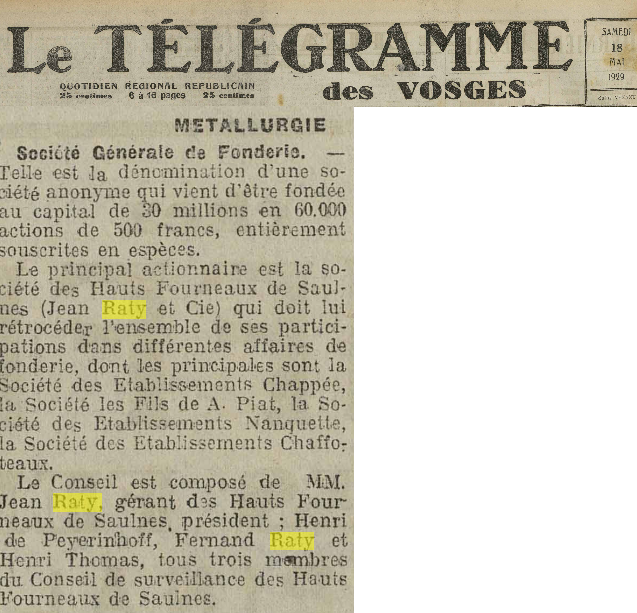 Le TÉLÉGRAMME
des VOSGES
QUOTIDIEN RÉGIONAL RÉPUBLICAIN
25 centimes 6 à 16 pages 25 centimes
SAMEDI
18
MAI
1929
METALLURGIE
Société Générale de Fonderie. —
Telle est la dénomination d'une so-
ciété anonyme qui vient d'être fondée
au capital de 30 millions en 60.000
actions de 500 francs, entièrement
souscrites en espèces.
Le principal actionnaire est la so-
ciété des Hauts Fourneaux de Saul-
nes (Jean Raty et Cie) qui doit lui
rétrocéder l'ensemble de ses partici-
pations dans différentes affaires de
fonderie, dont les principales sont la
Société des Etablissements Chappée,
la Société les Fils de A. Piat, la So-
ciété des Etablissements Nanquette,
la Société des Etablissements Chaffo-
teaux.
Le Conseil est composé de MM.
Jean Raty, gérant des Hauts Four-
neaux de Saulnes, président ; Henri
de Peyerinhoff, Fernand Raty et
Henri Thomas, tous trois membres
du Conseil de surveillance des Hauts
Fourneaux de Saulnes.